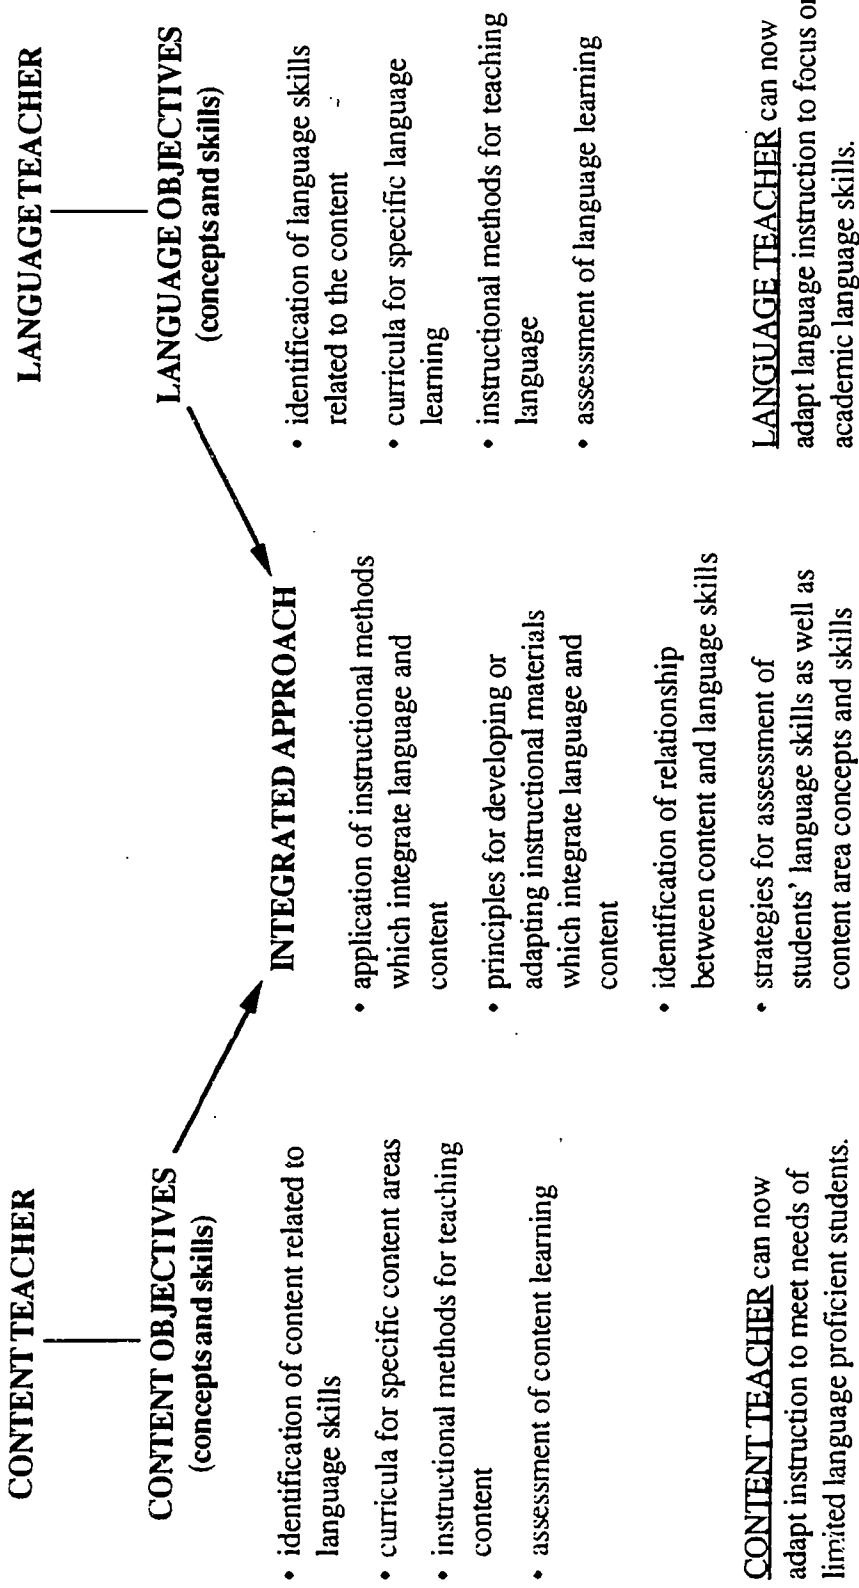 CONTENT TEACHER
CONTENT OBJECTIVES
(concepts and skills)
• identification of content related to
language skills
• curricula for specific content areas
• instructional methods for teaching
content
• assessment of content learning
CONTENT TEACHER can now
adapt instruction to meet needs of
limited language proficient students.
INTEGRATED APPROACH
• application of instructional methods
which integrate language and
content
• principles for developing or
adapting instructional materials
which integrate language and
content
• identification of relationship
between content and language skills
• strategies for assessment of
students' language skills as well as
content area concepts and skills
LANGUAGE TEACHER
LANGUAGE OBJECTIVES
(concepts and skills)
• identification of language skills
related to the content
• curricula for specific language
learning
• instructional methods for teaching
language
• assessment of language learning
LANGUAGE TEACHER can now
adapt language instruction to focus on
academic language skills.